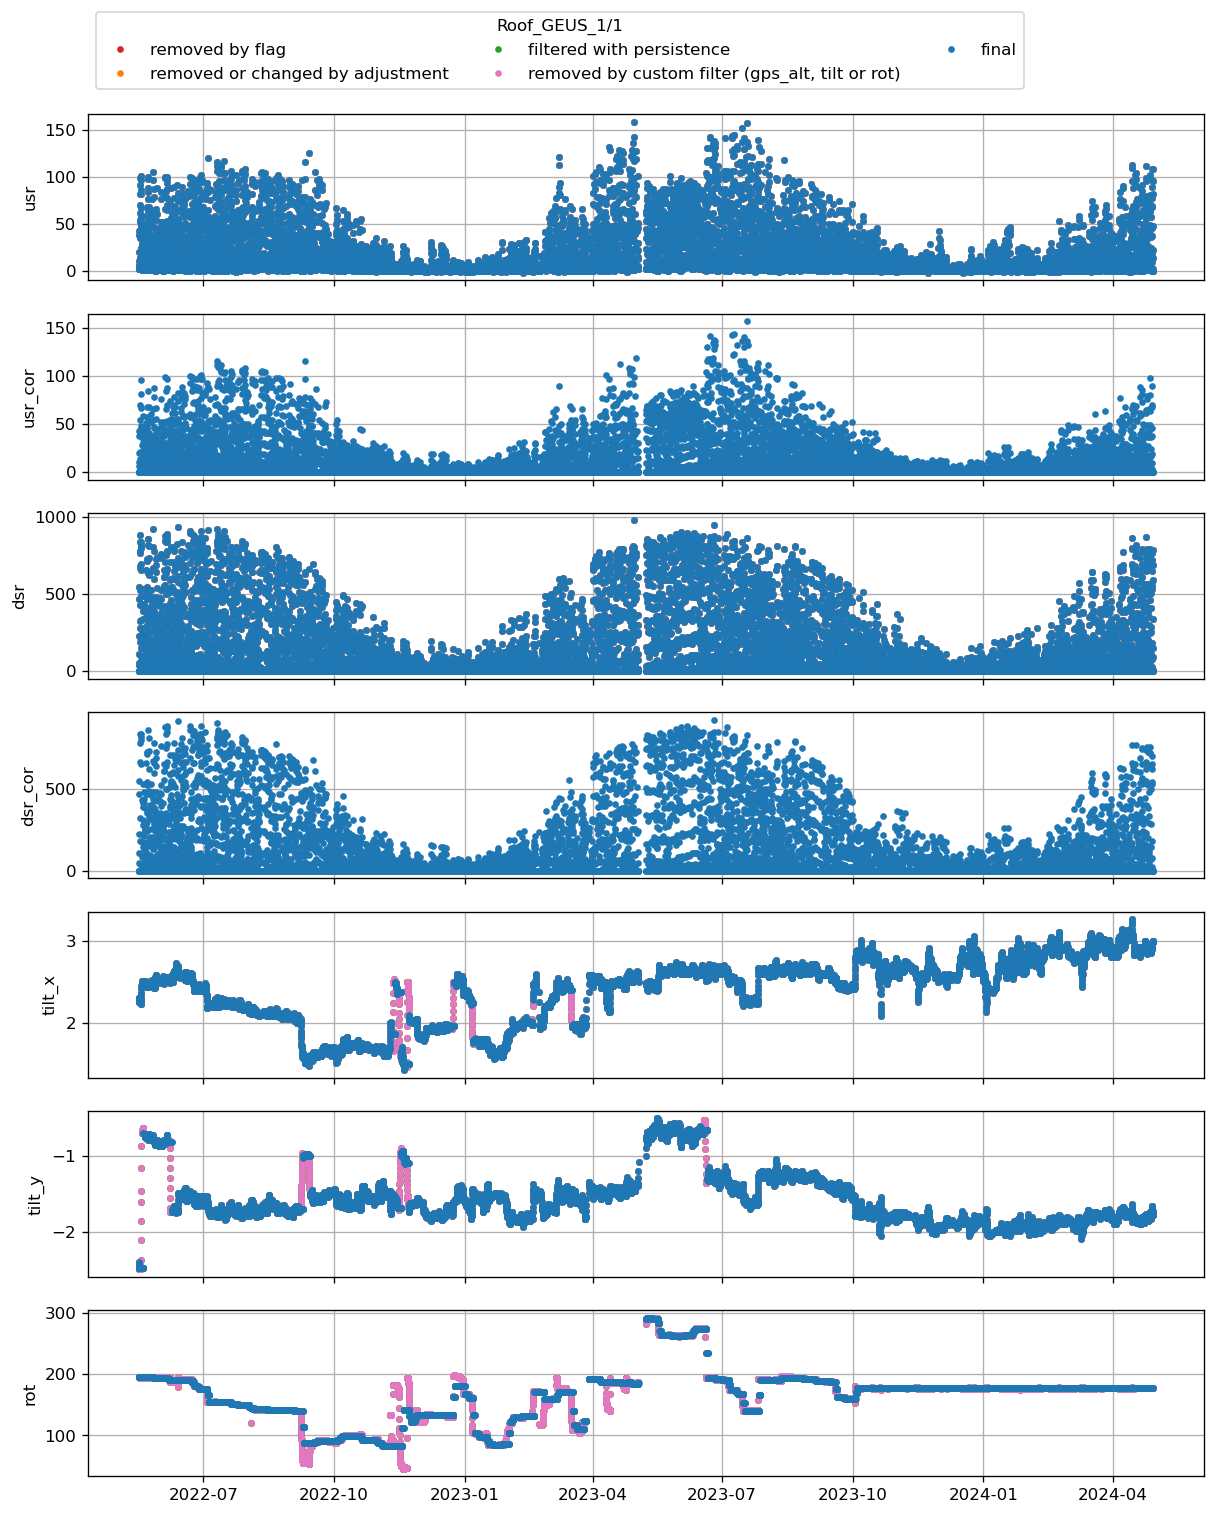 Roof_GEUS_1/1
removed by flag
filtered with persistence
final
removed or changed by adjustment
removed by custom filter (gps_alt, tilt or rot)
150
100
50
0
usr
150
100
50
0
usr_cor
1000
500
0
dsr
500
0
dsr_cor
3
2
tilt_x
−1
−2
tilt_y
300
200
100
rot
2022-07 2022-10 2023-01 2023-04 2023-07 2023-10 2024-01 2024-04